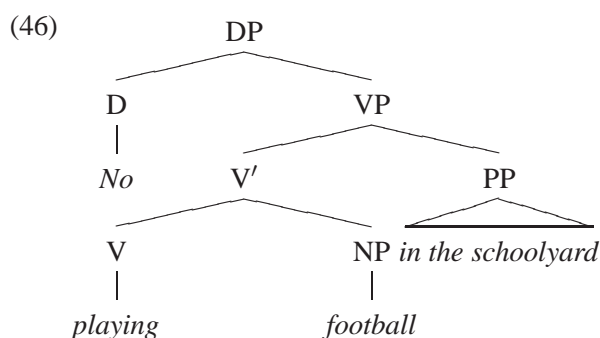 (46) DP
D VP
No V′ PP
V NP in the schoolyard
playing football